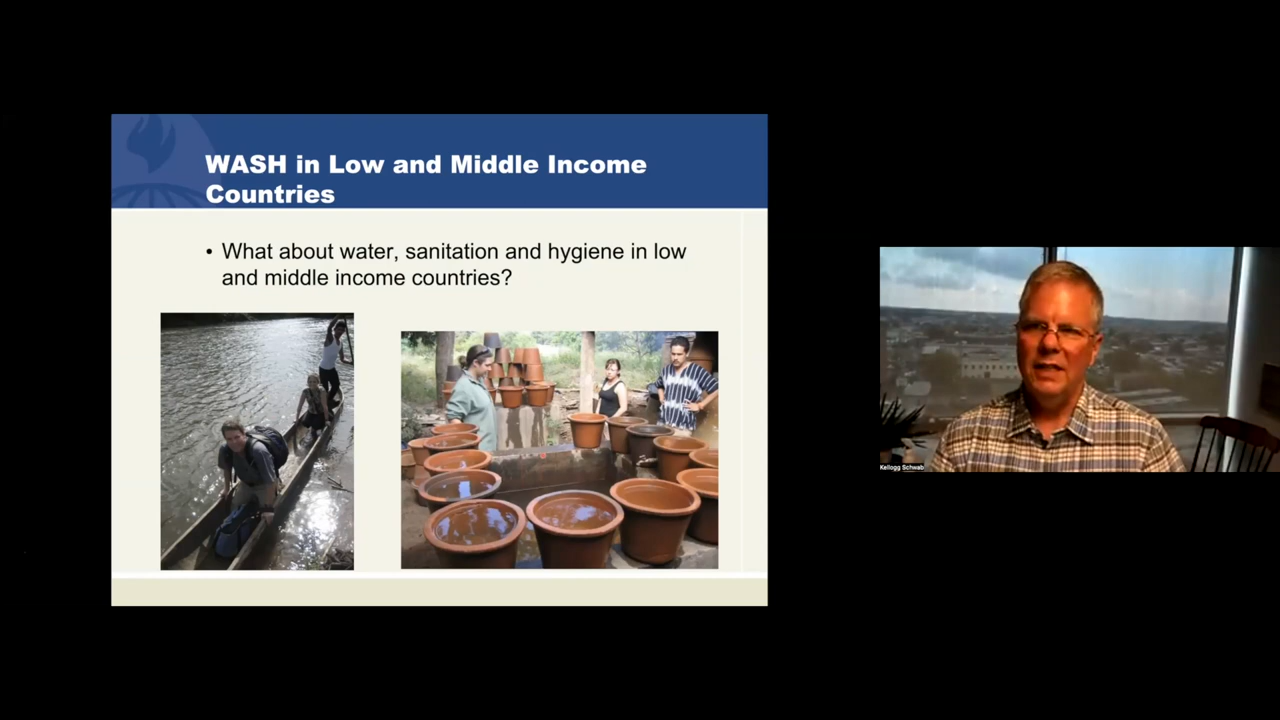 WASH in Low and Middle Income
Countries
• What about water, sanitation and hygiene in low
and middle income countries?
Kellogg Schwab